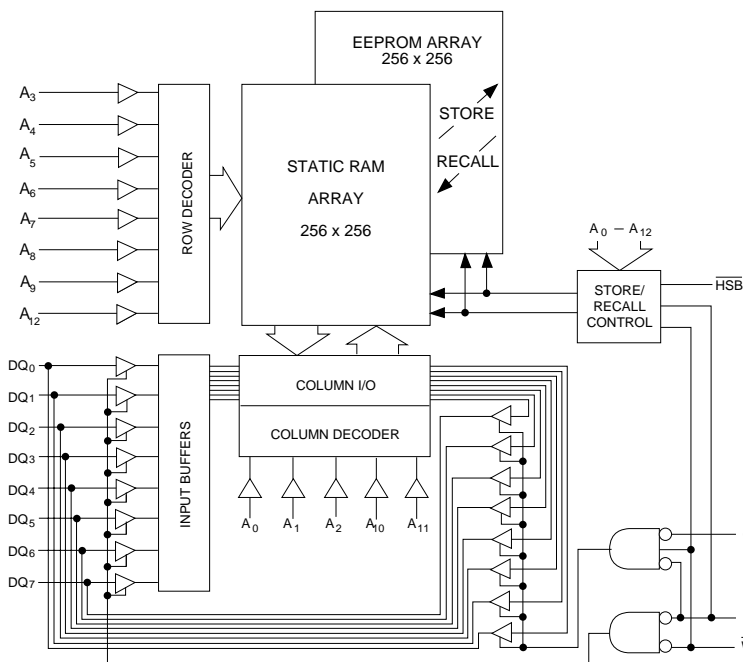 EEPROM ARRAY
256 x 256
STORE
RECALL
STATIC RAM
ARRAY
256 x 256
A3
A4
A5
A6
A7
A8
A9
A12
ROW DECODER
A0 – A12
STORE/
RECALL
CONTROL
HSB
DQ0
DQ1
DQ2
DQ3
DQ4
DQ5
DQ6
DQ7
INPUT BUFFERS
COLUMN I/O
COLUMN DECODER
A0
A1
A2
A10
A11